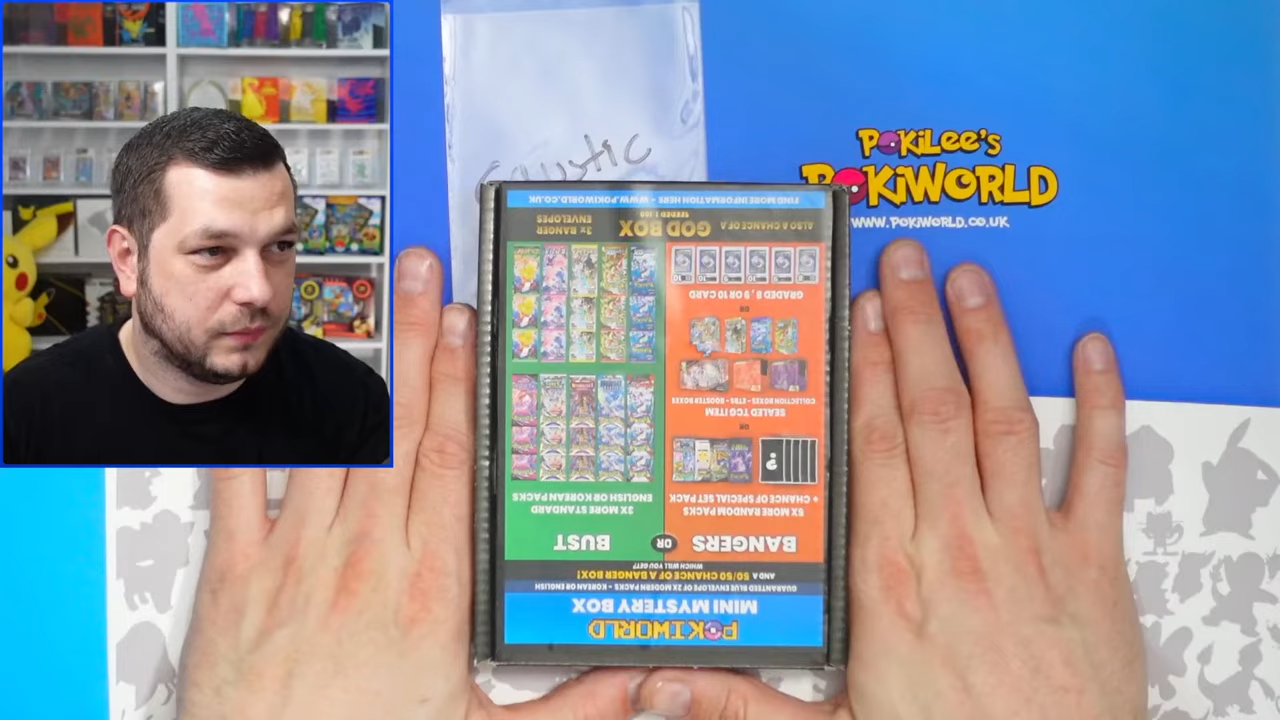 Caustic
POKiLEE'S
POKiWORLD
WWW.POKIWORLD.CO.UK
POKIWORLD
MINI MYSTERY BOX
GUARANTEED BLUE ENVELOPE OF 2X MODERN PACKS - KOREAN OR ENGLISH
AND A 50/50 CHANCE OF A BANGER BOX!
WHICH WILL YOU GET?
BANGERS OR BUST
5X MORE RANDOM PACKS
+ CHANCE OF SPECIAL SET PACK
?
OR
SEALED TCG ITEM
COLLECTION BOXES - ETBS - BOOSTER BOXES
OR
GRADED 8, 9 OR 10 CARD
3X MORE STANDARD
ENGLISH OR KOREAN PACKS
ALSO A CHANCE OF A
GOD BOX
SEEDED 1:100
3X BANGER
ENVELOPES
FIND MORE INFORMATION HERE - WWW.POKIWORLD.CO.UK